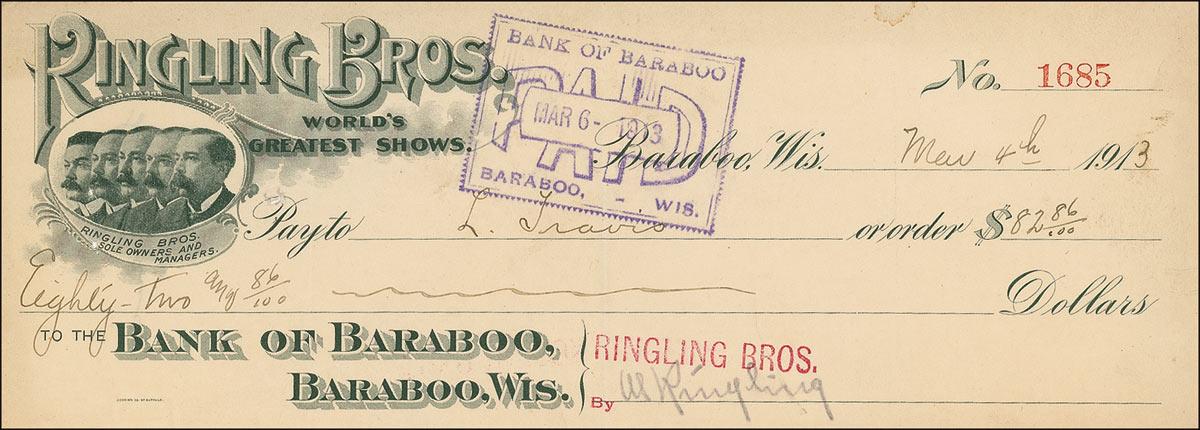 RINGLING BROS.
WORLD'S
GREATEST SHOWS.
RINGLING BROS.
SOLE OWNERS AND
MANAGERS.
BANK OF BARABOO
PAID
MAR 6- 1913
BARABOO, - WIS.
No. 1685
Baraboo, Wis. Mar 4th 1913
Pay to L. Travis or order $82 86/100
Eighty-Two and 86/100 Dollars
TO THE BANK OF BARABOO,
BARABOO, WIS.
RINGLING BROS.
By Al Ringling